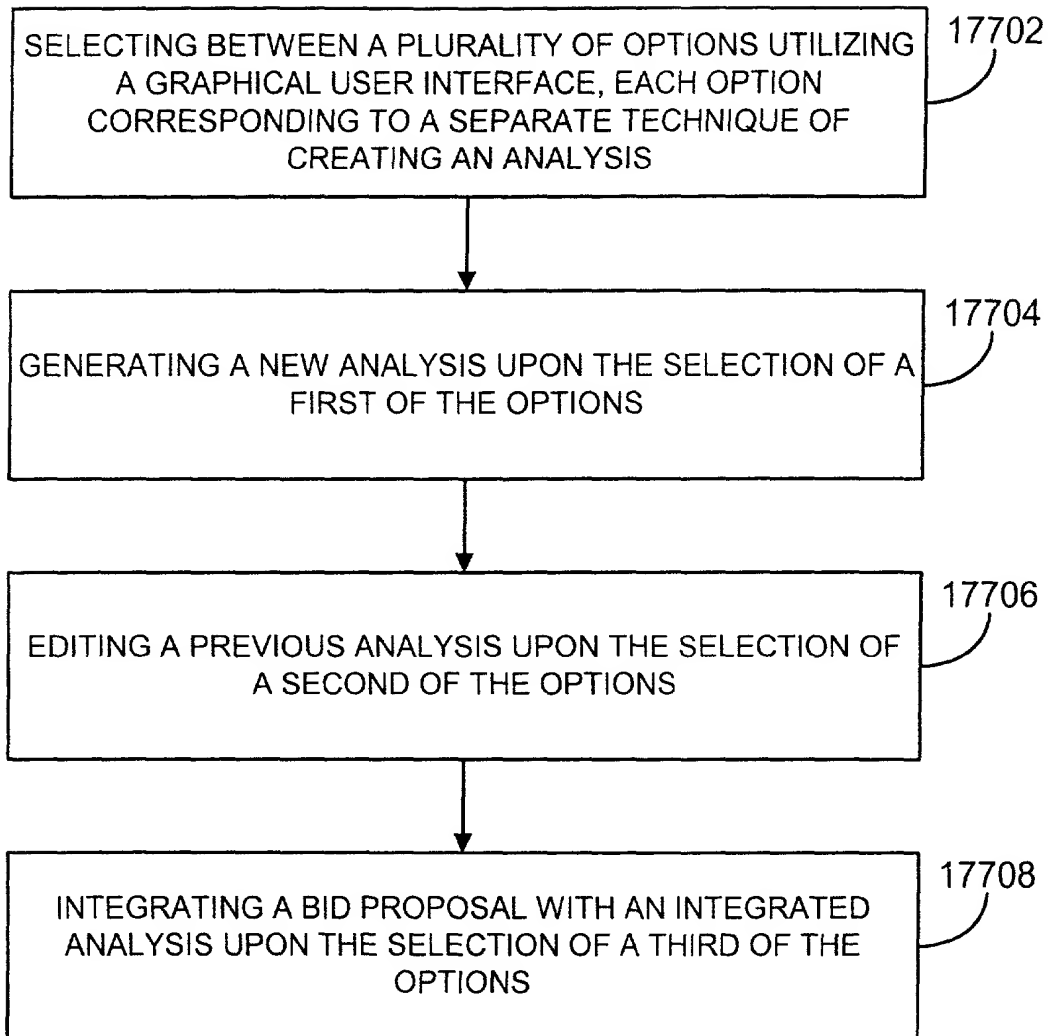 SELECTING BETWEEN A PLURALITY OF OPTIONS UTILIZING
A GRAPHICAL USER INTERFACE, EACH OPTION
CORRESPONDING TO A SEPARATE TECHNIQUE OF
CREATING AN ANALYSIS
17702
GENERATING A NEW ANALYSIS UPON THE SELECTION OF A
FIRST OF THE OPTIONS
17704
EDITING A PREVIOUS ANALYSIS UPON THE SELECTION OF
A SECOND OF THE OPTIONS
17706
INTEGRATING A BID PROPOSAL WITH AN INTEGRATED
ANALYSIS UPON THE SELECTION OF A THIRD OF THE
OPTIONS
17708